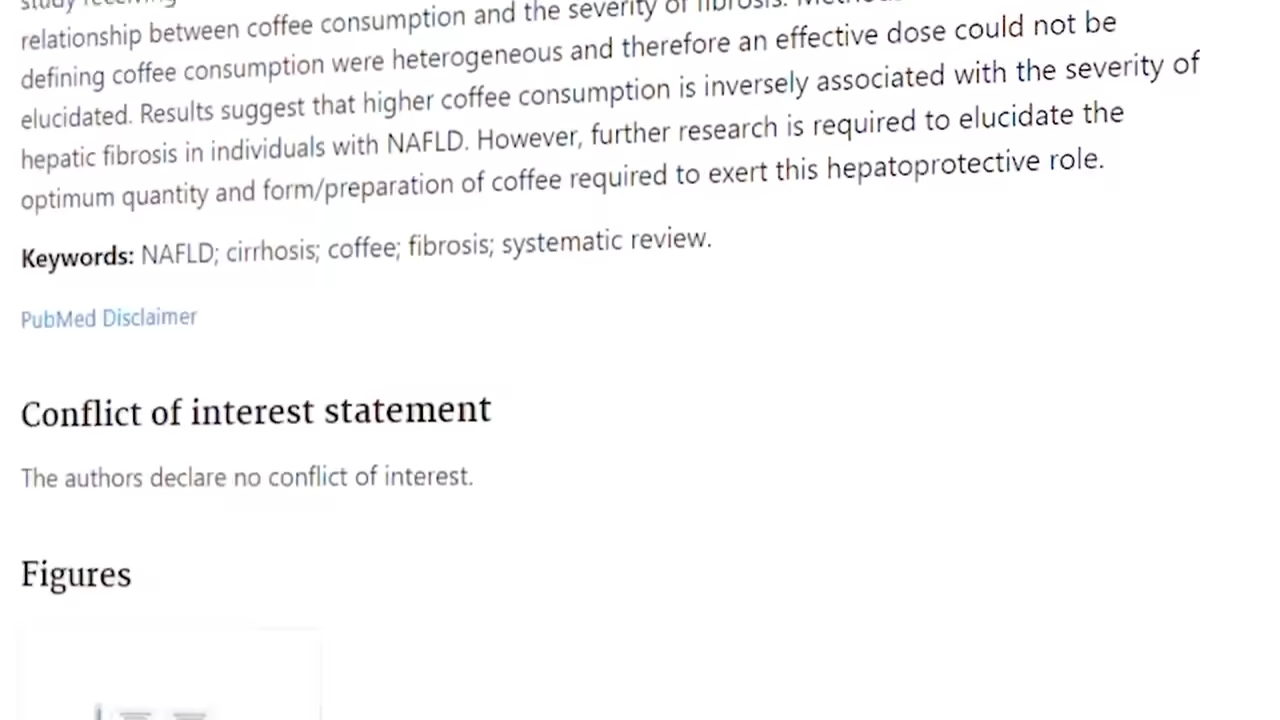 study receiving
relationship between coffee consumption and the severity of fibrosis.
defining coffee consumption were heterogeneous and therefore an effective dose could not be
elucidated. Results suggest that higher coffee consumption is inversely associated with the severity of
hepatic fibrosis in individuals with NAFLD. However, further research is required to elucidate the
optimum quantity and form/preparation of coffee required to exert this hepatoprotective role.
Keywords: NAFLD; cirrhosis; coffee; fibrosis; systematic review.
PubMed Disclaimer
Conflict of interest statement
The authors declare no conflict of interest.
Figures